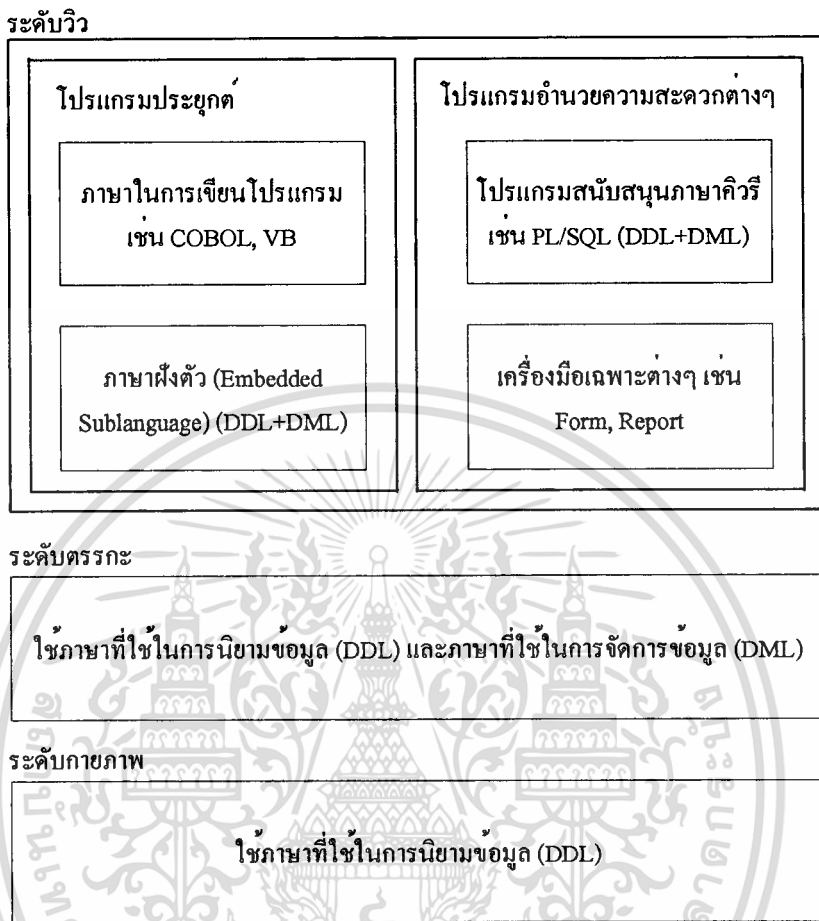 ระดับวิว
โปรแกรมประยุกต์
ภาษาในการเขียนโปรแกรม
เช่น COBOL, VB
ภาษาฝังตัว (Embedded
Sublanguage) (DDL+DML)
โปรแกรมอำนวยความสะดวกต่างๆ
โปรแกรมสนับสนุนภาษาคิวรี
เช่น PL/SQL (DDL+DML)
เครื่องมือเฉพาะต่างๆ เช่น
Form, Report
ระดับตรรกะ
ใช้ภาษาที่ใช้ในการนิยามข้อมูล (DDL) และภาษาที่ใช้ในการจัดการข้อมูล (DML)
ระดับกายภาพ
ใช้ภาษาที่ใช้ในการนิยามข้อมูล (DDL)